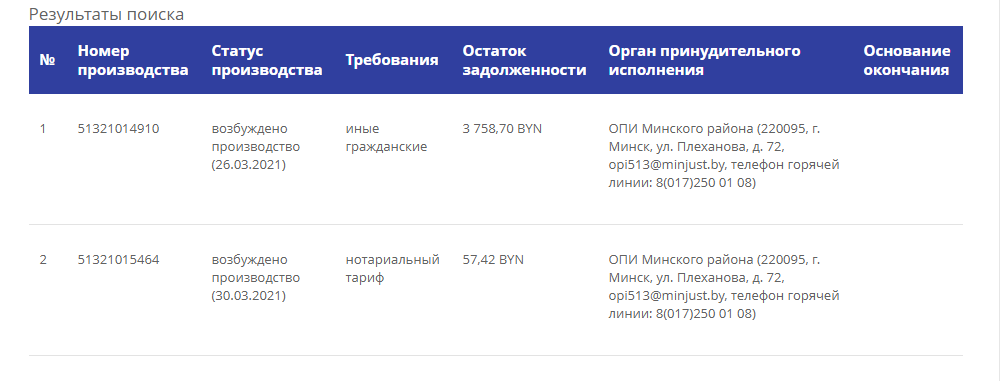 Результаты поиска
№
Номер
производства
Статус
производства
Требования
Остаток
задолженности
Орган принудительного
исполнения
Основание
окончания
1
51321014910
возбуждено
производство
(26.03.2021)
иные
гражданские
3 758,70 BYN
ОПИ Минского района (220095, г.
Минск, ул. Плеханова, д. 72,
opi513@minjust.by, телефон горячей
линии: 8(017)250 01 08)
2
51321015464
возбуждено
производство
(30.03.2021)
нотариальный
тариф
57,42 BYN
ОПИ Минского района (220095, г.
Минск, ул. Плеханова, д. 72,
opi513@minjust.by, телефон горячей
линии: 8(017)250 01 08)